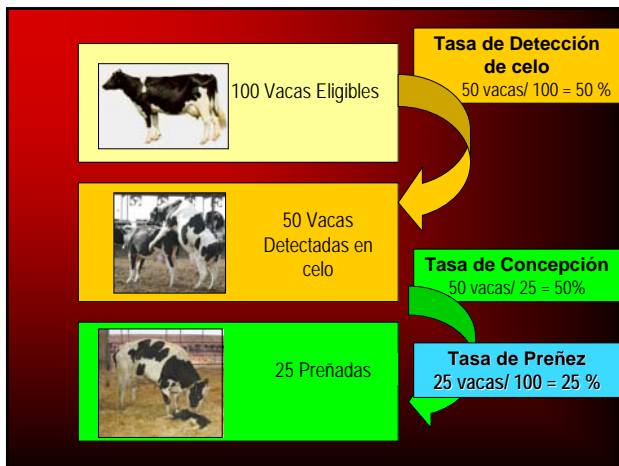 100 Vacas Eligibles
Tasa de Detección
de celo
50 vacas/ 100 = 50 %
50 Vacas
Detectadas en
celo
Tasa de Concepción
50 vacas/ 25 = 50%
25 Preñadas
Tasa de Preñez
25 vacas/ 100 = 25 %